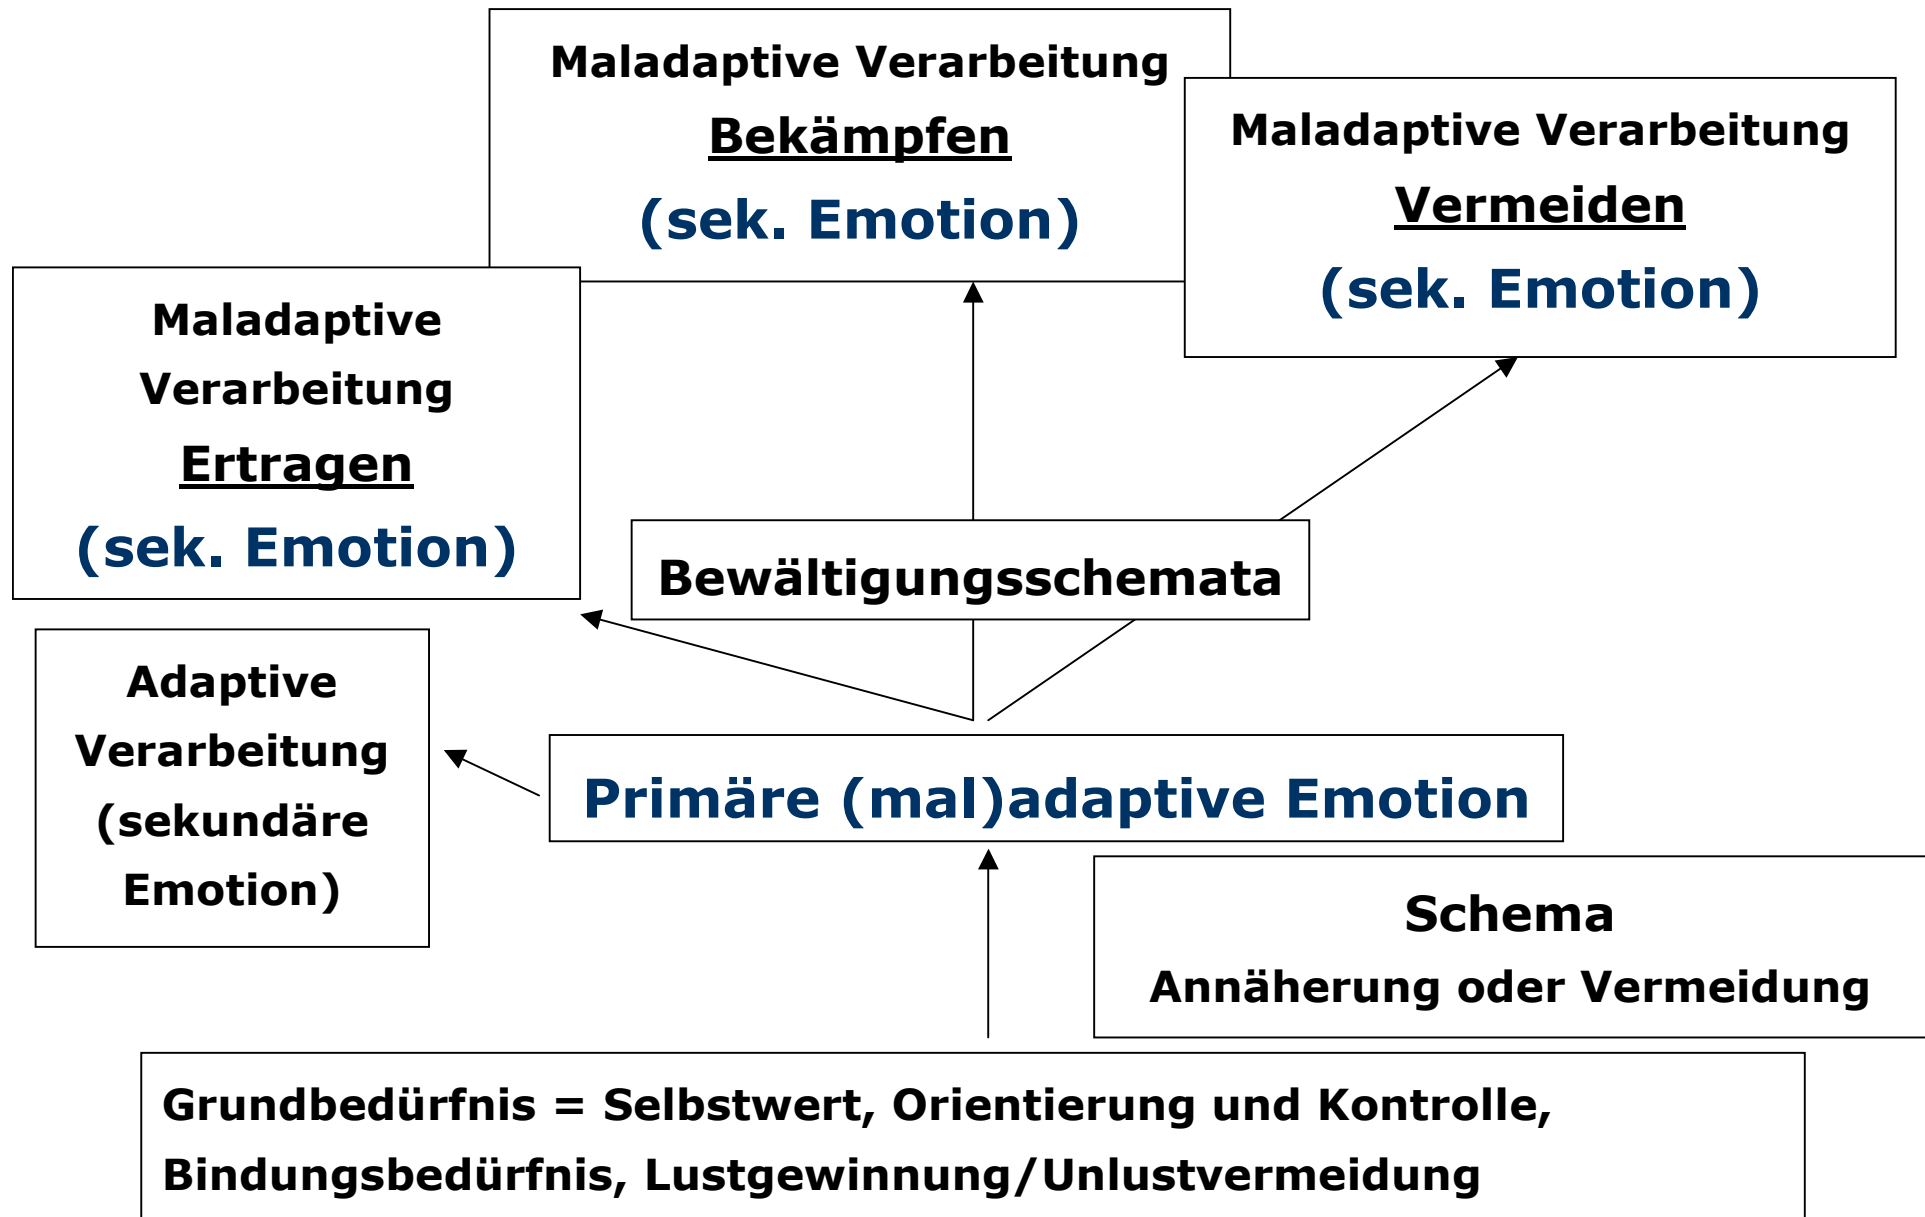 Maladaptive Verarbeitung
Bekämpfen
(sek. Emotion)
Maladaptive Verarbeitung
Vermeiden
(sek. Emotion)
Maladaptive
Verarbeitung
Ertragen
(sek. Emotion)
Bewältigungsschemata
Adaptive
Verarbeitung
(sekundäre
Emotion)
Primäre (mal)adaptive Emotion
Schema
Annäherung oder Vermeidung
Grundbedürfnis = Selbstwert, Orientierung und Kontrolle,
Bindungsbedürfnis, Lustgewinnung/Unlustvermeidung